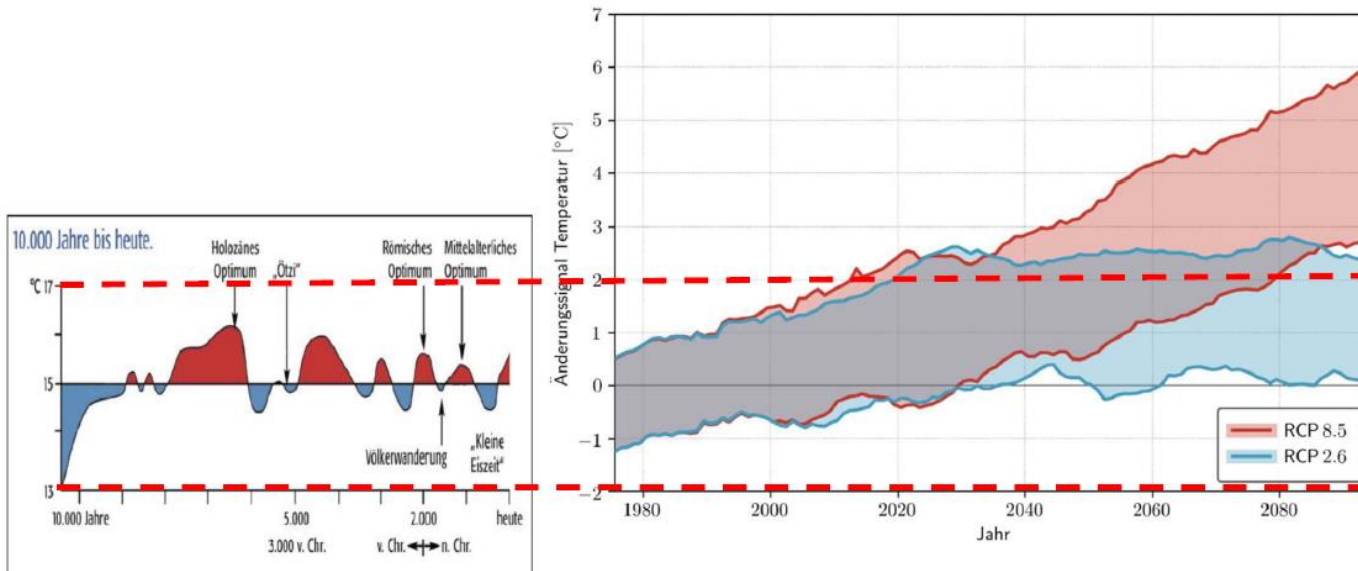 10.000 Jahre bis heute.
Holozänes
Optimum
„Ötzi“
Römisches
Optimum
Mittelalterliches
Optimum
°C 17
15
13
Völkerwanderung
„Kleine
Eiszeit“
10.000 Jahre
5.000
2.000
heute
3.000 v. Chr.
v. Chr.
n. Chr.
Änderungssignal Temperatur [°C]
7
6
5
4
3
2
1
0
−1
−2
1980
2000
2020
2040
2060
2080
Jahr
RCP 8.5
RCP 2.6